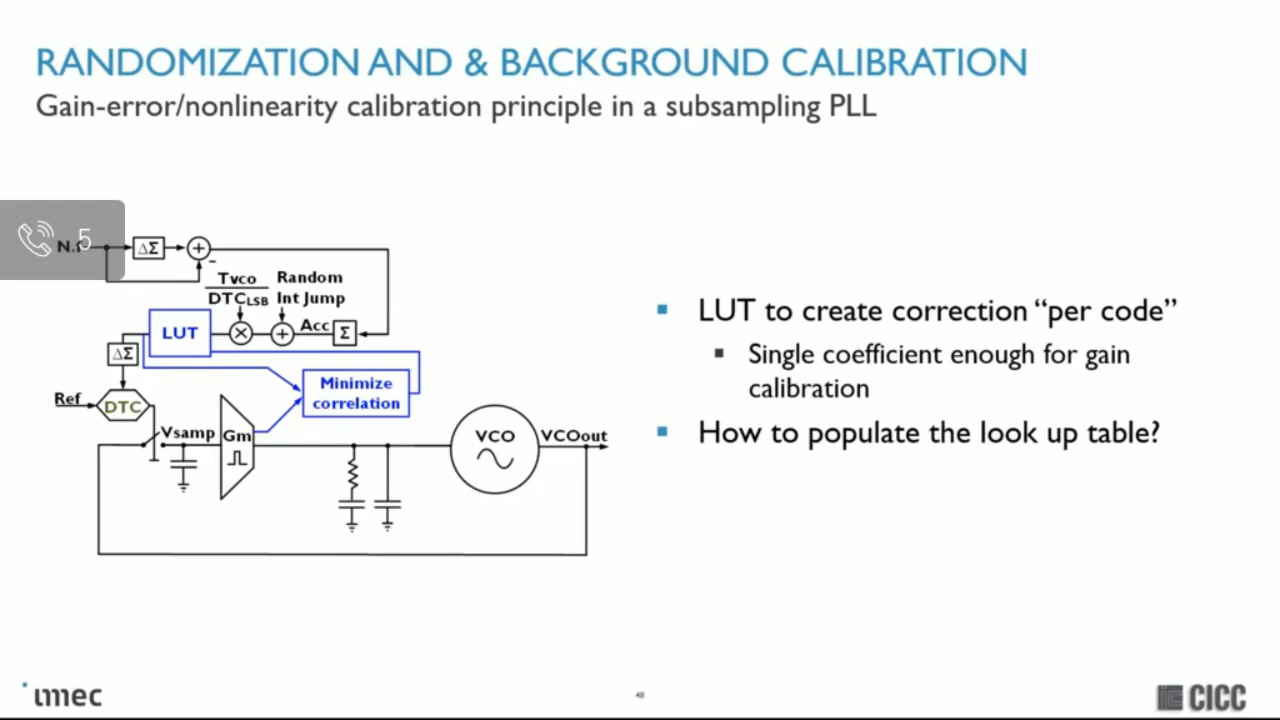 RANDOMIZATION AND & BACKGROUND CALIBRATION
Gain-error/nonlinearity calibration principle in a subsampling PLL
5
ΔΣ
+
-
Tvco
DTCLSB
Random
Int Jump
LUT
×
+
Acc
Σ
ΔΣ
Minimize
correlation
Ref
DTC
Vsamp
Gm
VCO
VCOout
LUT to create correction “per code”
Single coefficient enough for gain
calibration
How to populate the look up table?
imec
48
CICC